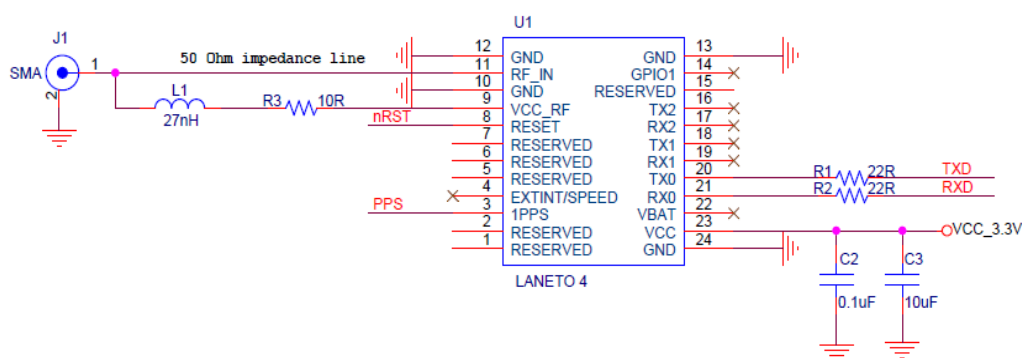 U1
J1
SMA
1
2
50 Ohm impedance line
L1
27nH
R3
10R
nRST
PPS
12 GND
11 RF_IN
10 GND
9 VCC_RF
8 RESET
7 RESERVED
6 RESERVED
5 RESERVED
4 EXTINT/SPEED
3 1PPS
2 RESERVED
1 RESERVED
GND 13
GPIO1 14
RESERVED 15
TX2 16
RX2 17
TX1 18
RX1 19
TX0 20
RX0 21
VBAT 22
VCC 23
GND 24
LANETO 4
R1 22R TXD
R2 22R RXD
VCC_3.3V
C2
0.1uF
C3
10uF